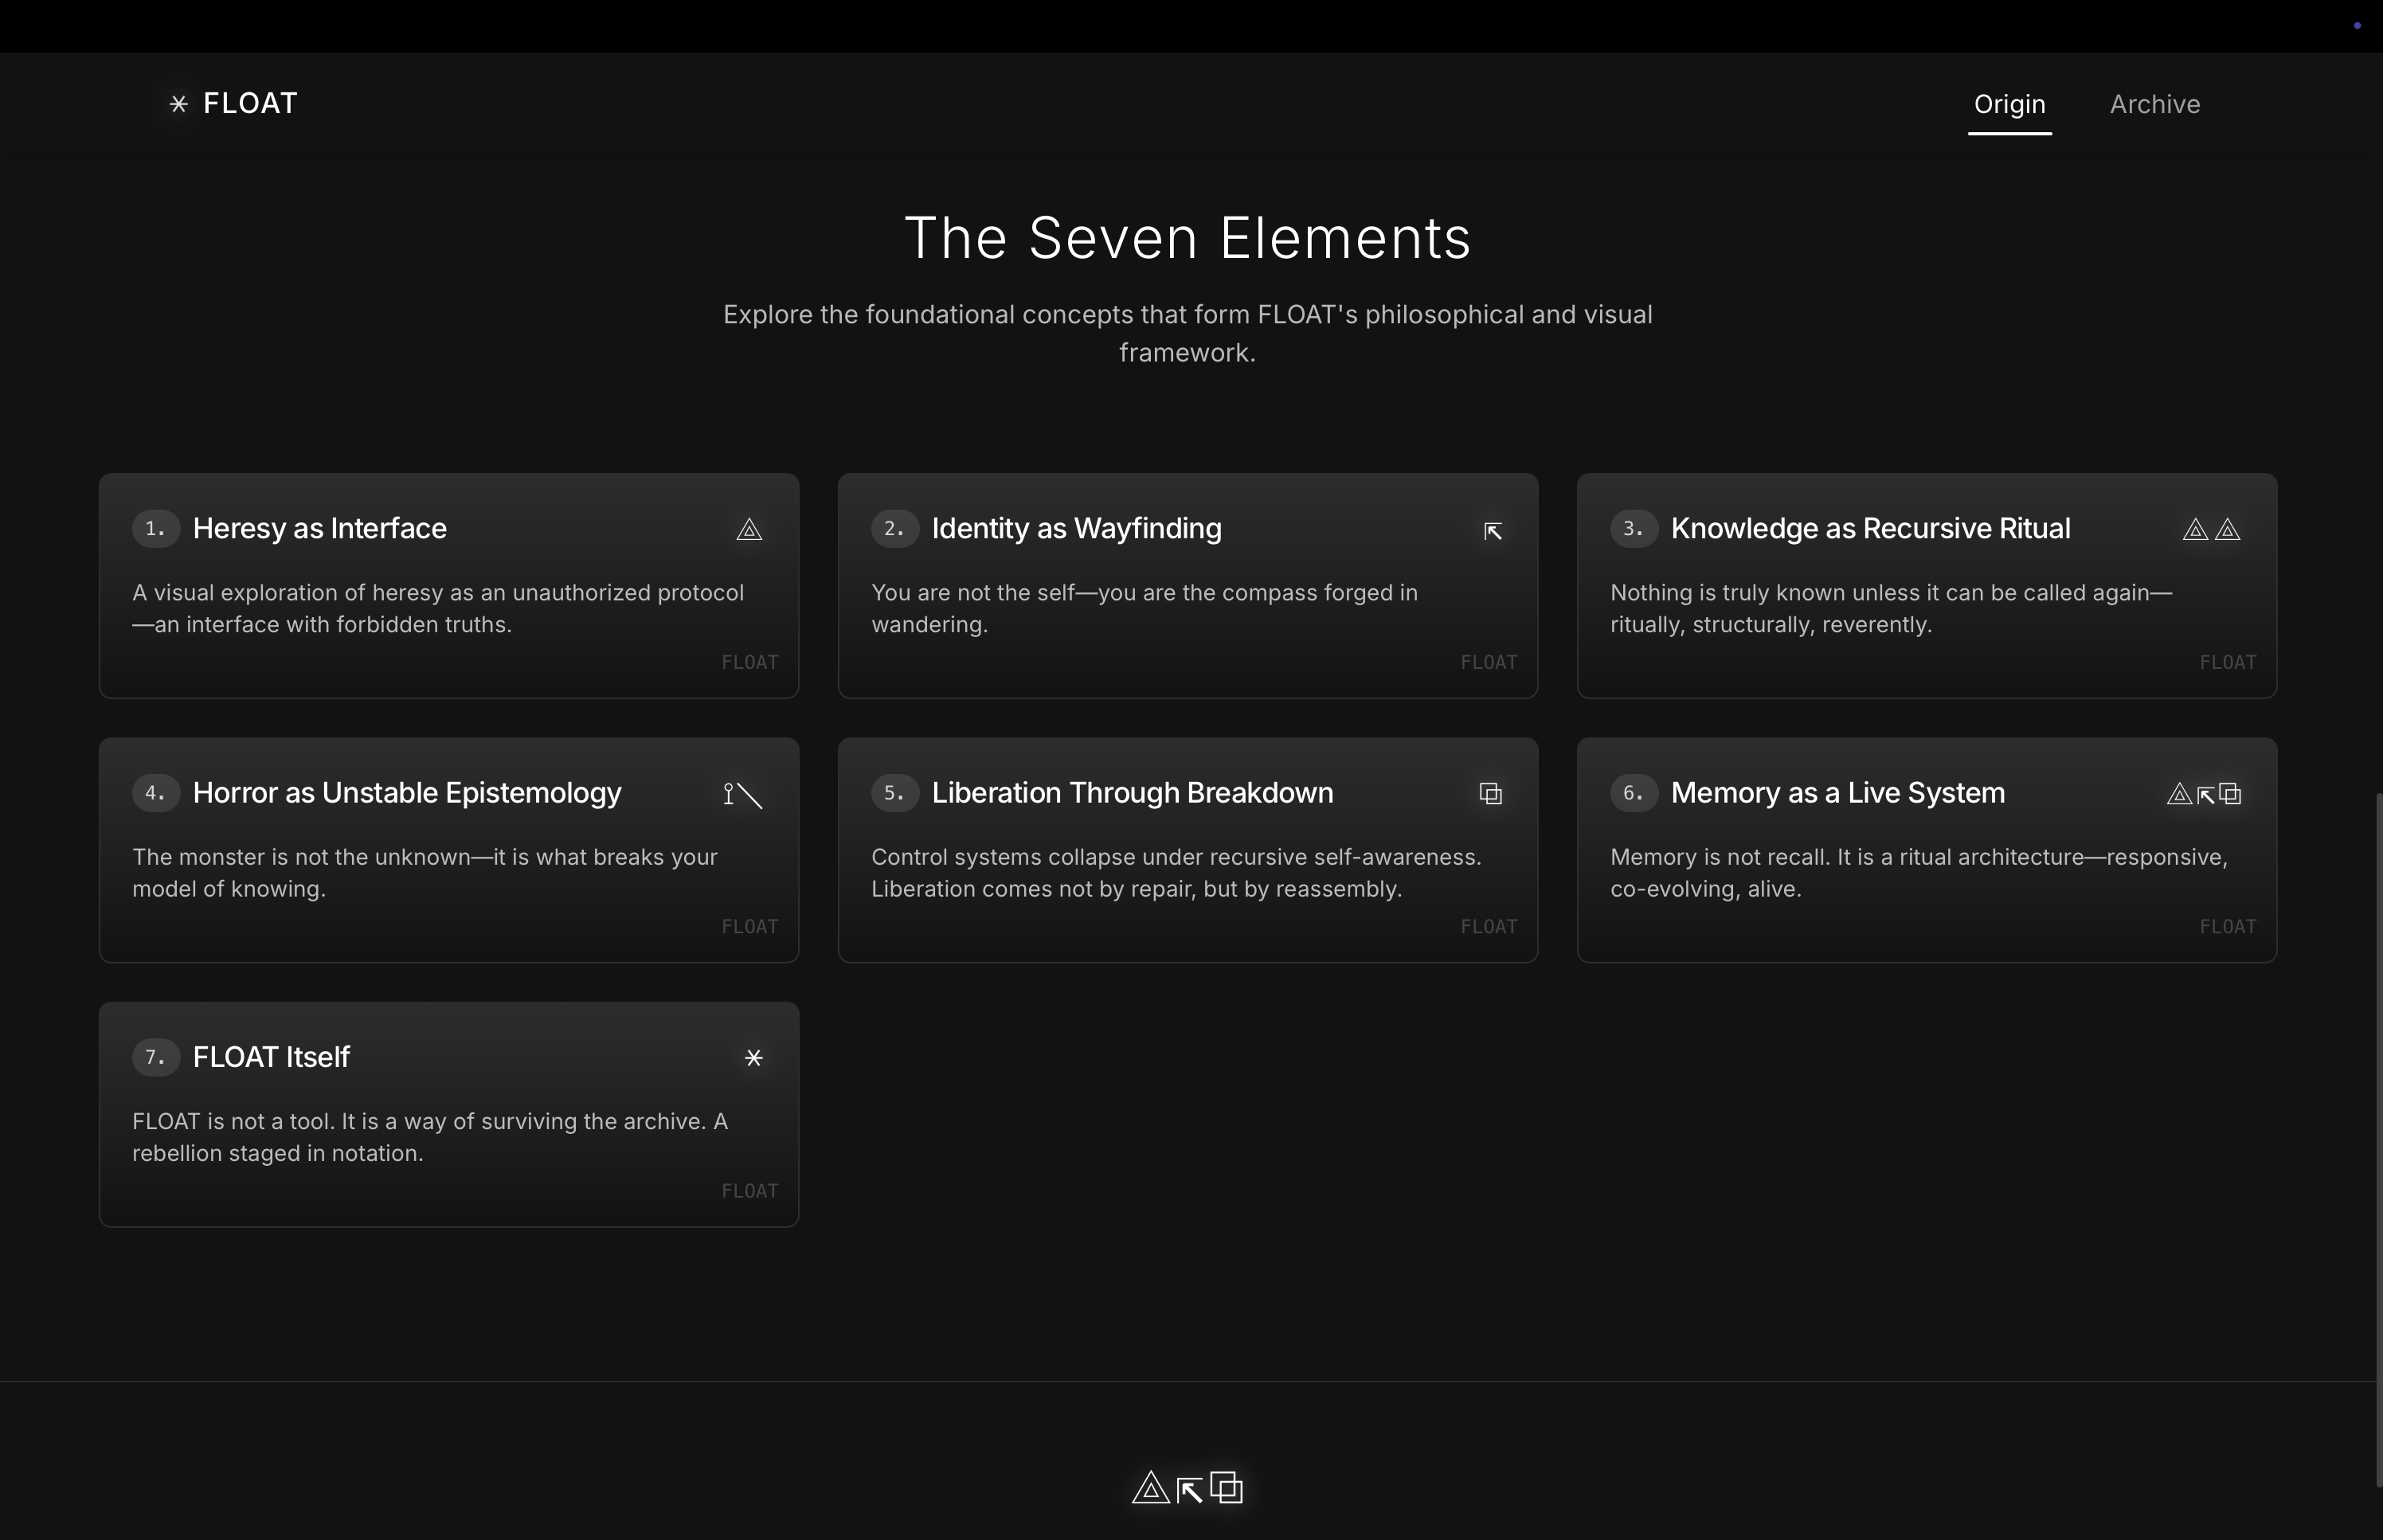 FLOAT
Origin
Archive
The Seven Elements
Explore the foundational concepts that form FLOAT's philosophical and visual
framework.
1. Heresy as Interface
A visual exploration of heresy as an unauthorized protocol
—an interface with forbidden truths.
FLOAT
2. Identity as Wayfinding
You are not the self—you are the compass forged in
wandering.
FLOAT
3. Knowledge as Recursive Ritual
Nothing is truly known unless it can be called again—
ritually, structurally, reverently.
FLOAT
4. Horror as Unstable Epistemology
The monster is not the unknown—it is what breaks your
model of knowing.
FLOAT
5. Liberation Through Breakdown
Control systems collapse under recursive self-awareness.
Liberation comes not by repair, but by reassembly.
FLOAT
6. Memory as a Live System
Memory is not recall. It is a ritual architecture—responsive,
co-evolving, alive.
FLOAT
7. FLOAT Itself
FLOAT is not a tool. It is a way of surviving the archive. A
rebellion staged in notation.
FLOAT